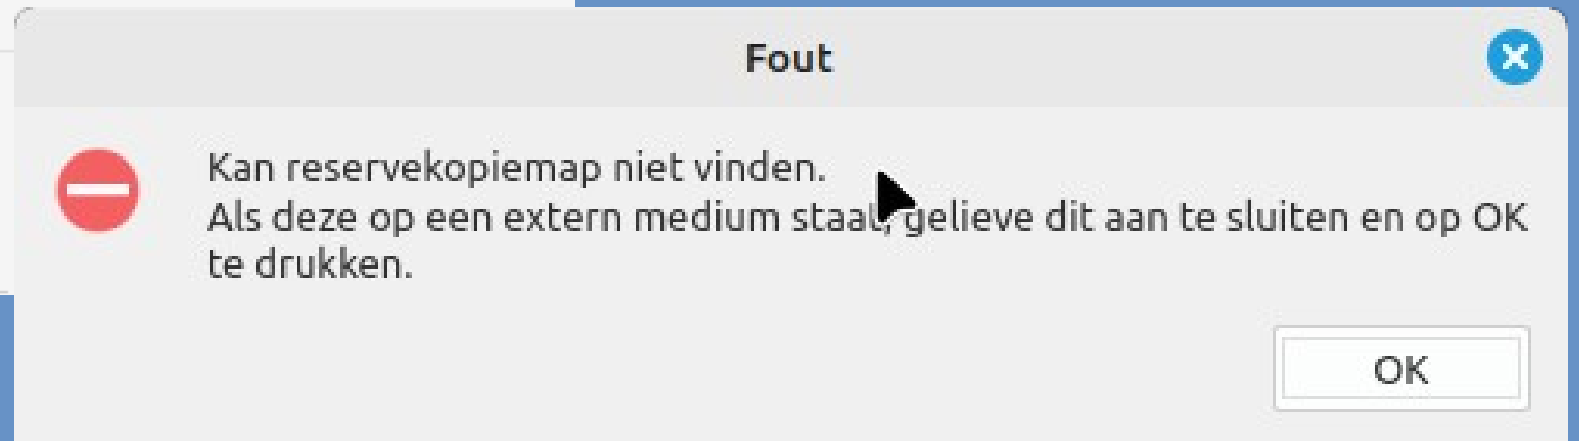 Fout
Kan reservekopiemap niet vinden.
Als deze op een extern medium staat, gelieve dit aan te sluiten en op OK
te drukken.
OK